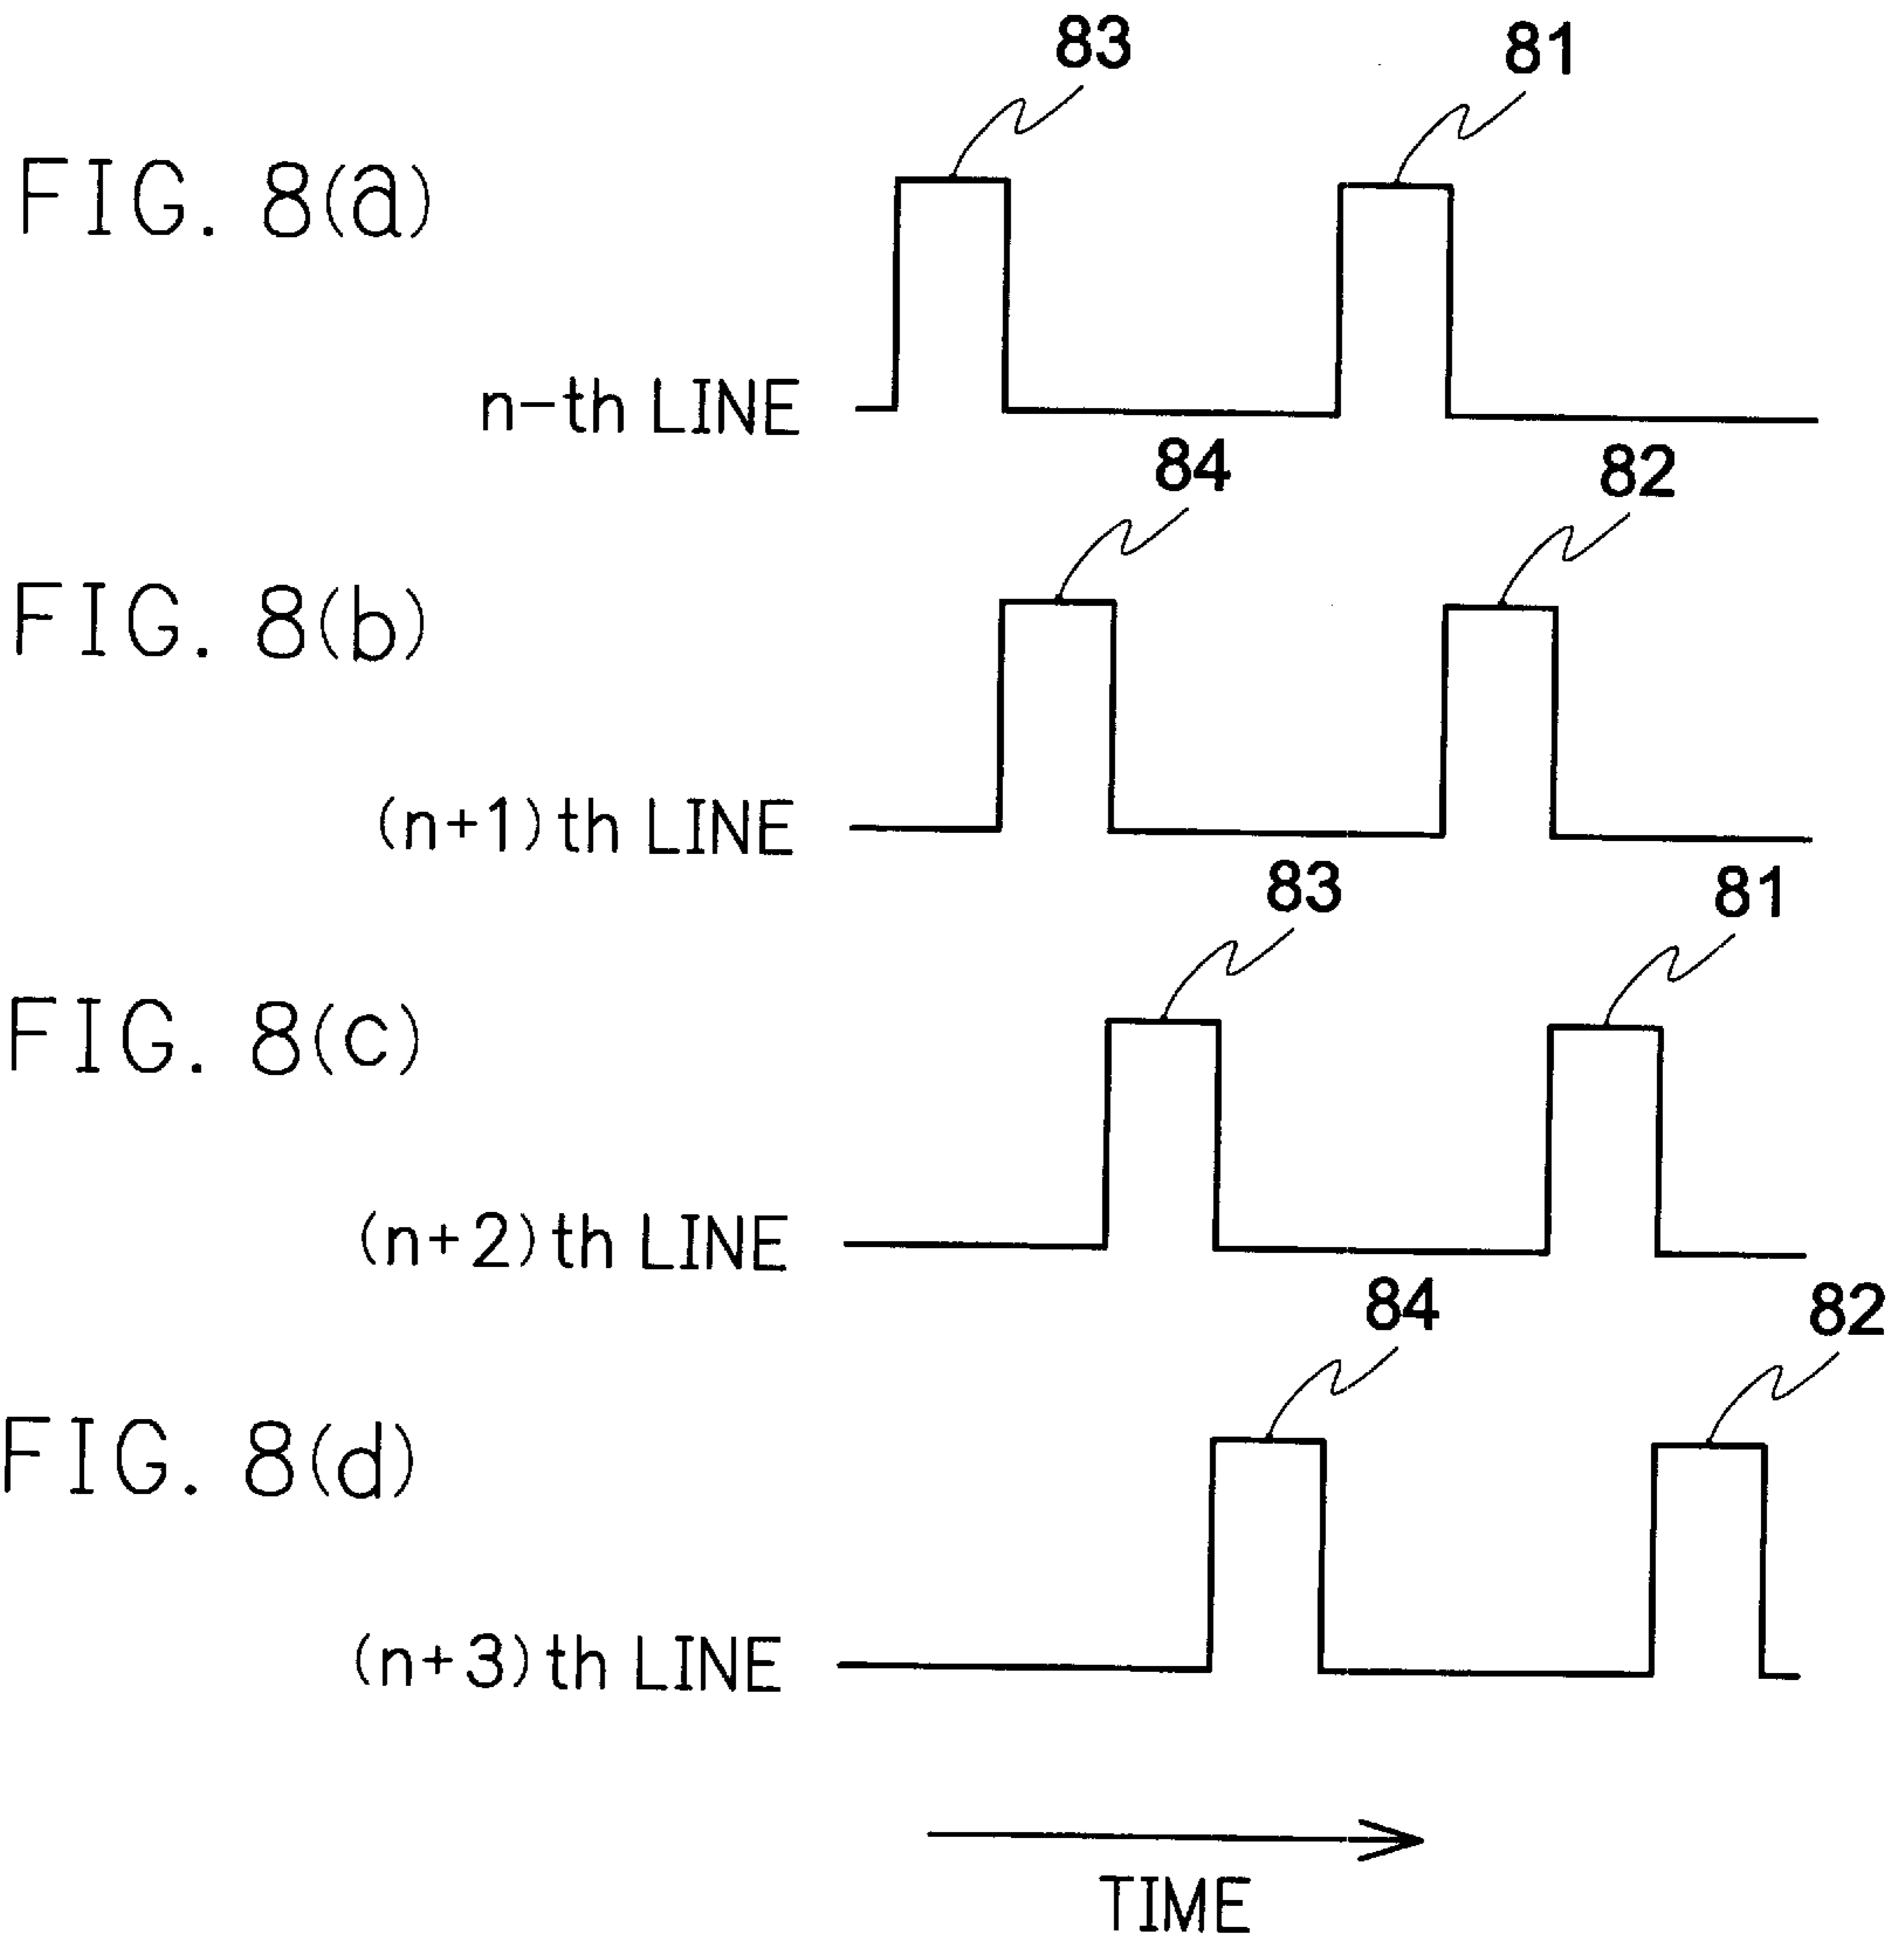 83 81
FIG. 8(a)
n-th LINE
84 82
FIG. 8(b)
(n+1)th LINE
83 81
FIG. 8(c)
(n+2)th LINE
84 82
FIG. 8(d)
(n+3)th LINE
TIME